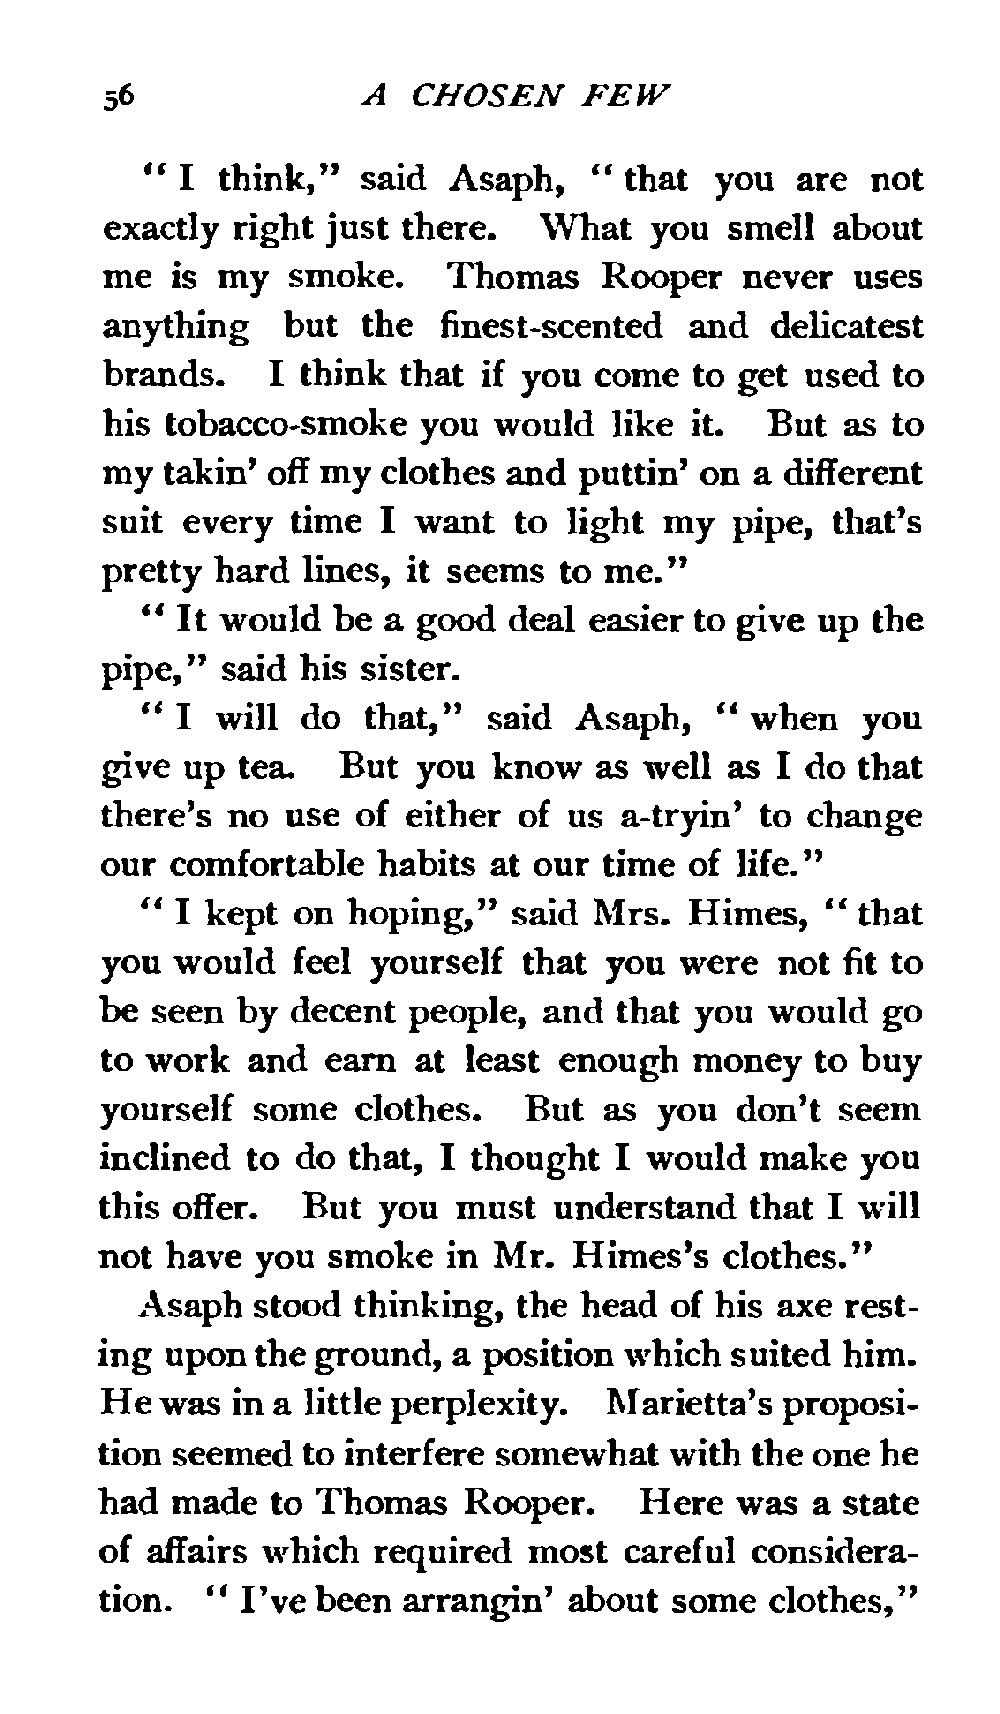 56 A CHOSEN FEW
“ I think,” said Asaph, “ that you are not
exactly right just there. What you smell about
me is my smoke. Thomas Rooper never uses
anything but the finest-scented and delicatest
brands. I think that if you come to get used to
his tobacco-smoke you would like it. But as to
my takin’ off my clothes and puttin’ on a different
suit every time I want to light my pipe, that’s
pretty hard lines, it seems to me.”
“ It would be a good deal easier to give up the
pipe,” said his sister.
“ I will do that,” said Asaph, “ when you
give up tea. But you know as well as I do that
there’s no use of either of us a-tryin’ to change
our comfortable habits at our time of life.”
“ I kept on hoping,” said Mrs. Himes, “ that
you would feel yourself that you were not fit to
be seen by decent people, and that you would go
to work and earn at least enough money to buy
yourself some clothes. But as you don’t seem
inclined to do that, I thought I would make you
this offer. But you must understand that I will
not have you smoke in Mr. Himes’s clothes.”
Asaph stood thinking, the head of his axe rest-
ing upon the ground, a position which suited him.
He was in a little perplexity. Marietta’s proposi-
tion seemed to interfere somewhat with the one he
had made to Thomas Rooper. Here was a state
of affairs which required most careful considera-
tion. “ I’ve been arrangin’ about some clothes,”